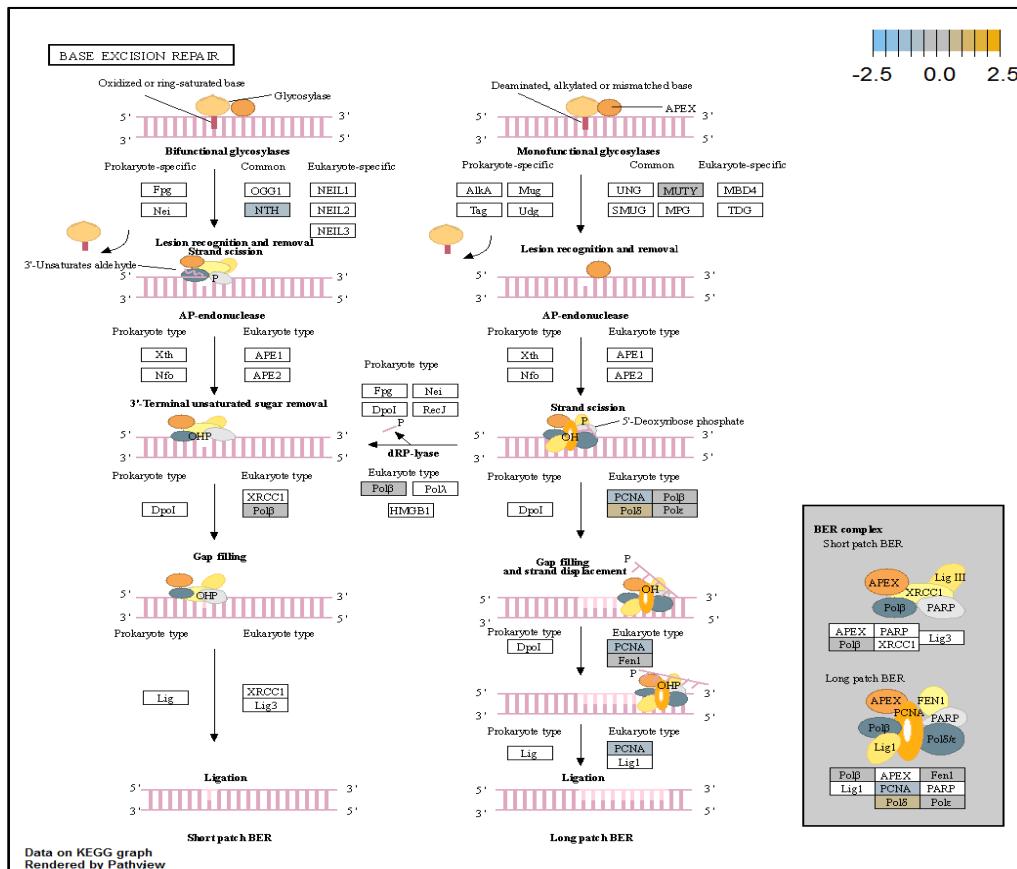 BASE EXCISION REPAIR
-2.5 0.0 2.5
Oxidized or ring-saturated base
Glycosylase
5' 3'
3' 5'
Bifunctional glycosylases
Prokaryote-specific Common Eukaryote-specific
Fpg OGG1 NEIL1
Nei NTH NEIL2
NEIL3
Lesion recognition and removal
Strand scission
3'-Unsaturates aldehyde
P
5' 3'
3' 5'
AP-endonuclease
Prokaryote type Eukaryote type
Xth APE1
Nfo APE2
3'-Terminal unsaturated sugar removal
OHP
5' 3'
3' 5'
Prokaryote type Eukaryote type
XRCC1
DpoI Polβ
Gap filling
OHP
5' 3'
3' 5'
Prokaryote type Eukaryote type
Lig XRCC1
Lig3
Ligation
5' 3'
3' 5'
Short patch BER
Deaminated, alkylated or mismatched base
APEX
5' 3'
3' 5'
Monofunctional glycosylases
Prokaryote-specific Common Eukaryote-specific
AlkA Mug UNG MUTY MBD4
Tag Udg SMUG MPG TDG
Lesion recognition and removal
5' 3'
3' 5'
AP-endonuclease
Prokaryote type Eukaryote type
Xth APE1
Nfo APE2
Strand scission
P
5'-Deoxyribose phosphate
OH
5' 3'
3' 5'
Prokaryote type
Fpg Nei
DpoI RecJ
P
dRP-lyase
Eukaryote type
Polβ Polλ
HMGB1
Prokaryote type Eukaryote type
PCNA Polβ
DpoI Polδ Polε
Gap filling
and strand displacement
P
OH
5' 3'
3' 5'
Prokaryote type Eukaryote type
DpoI PCNA
Fen1
P
OHP
5' 3'
3' 5'
Prokaryote type Eukaryote type
Lig PCNA
Lig1
Ligation
5' 3'
3' 5'
Long patch BER
BER complex
Short patch BER
APEX Lig III
XRCC1
Polβ PARP
APEX PARP Lig3
Polβ XRCC1
Long patch BER
APEX FEN1
PCNA
PARP
Polβ Polδ/ε
Lig1
Polβ APEX Fen1
Lig1 PCNA PARP
Polδ Polε
Data on KEGG graph
Rendered by Pathview